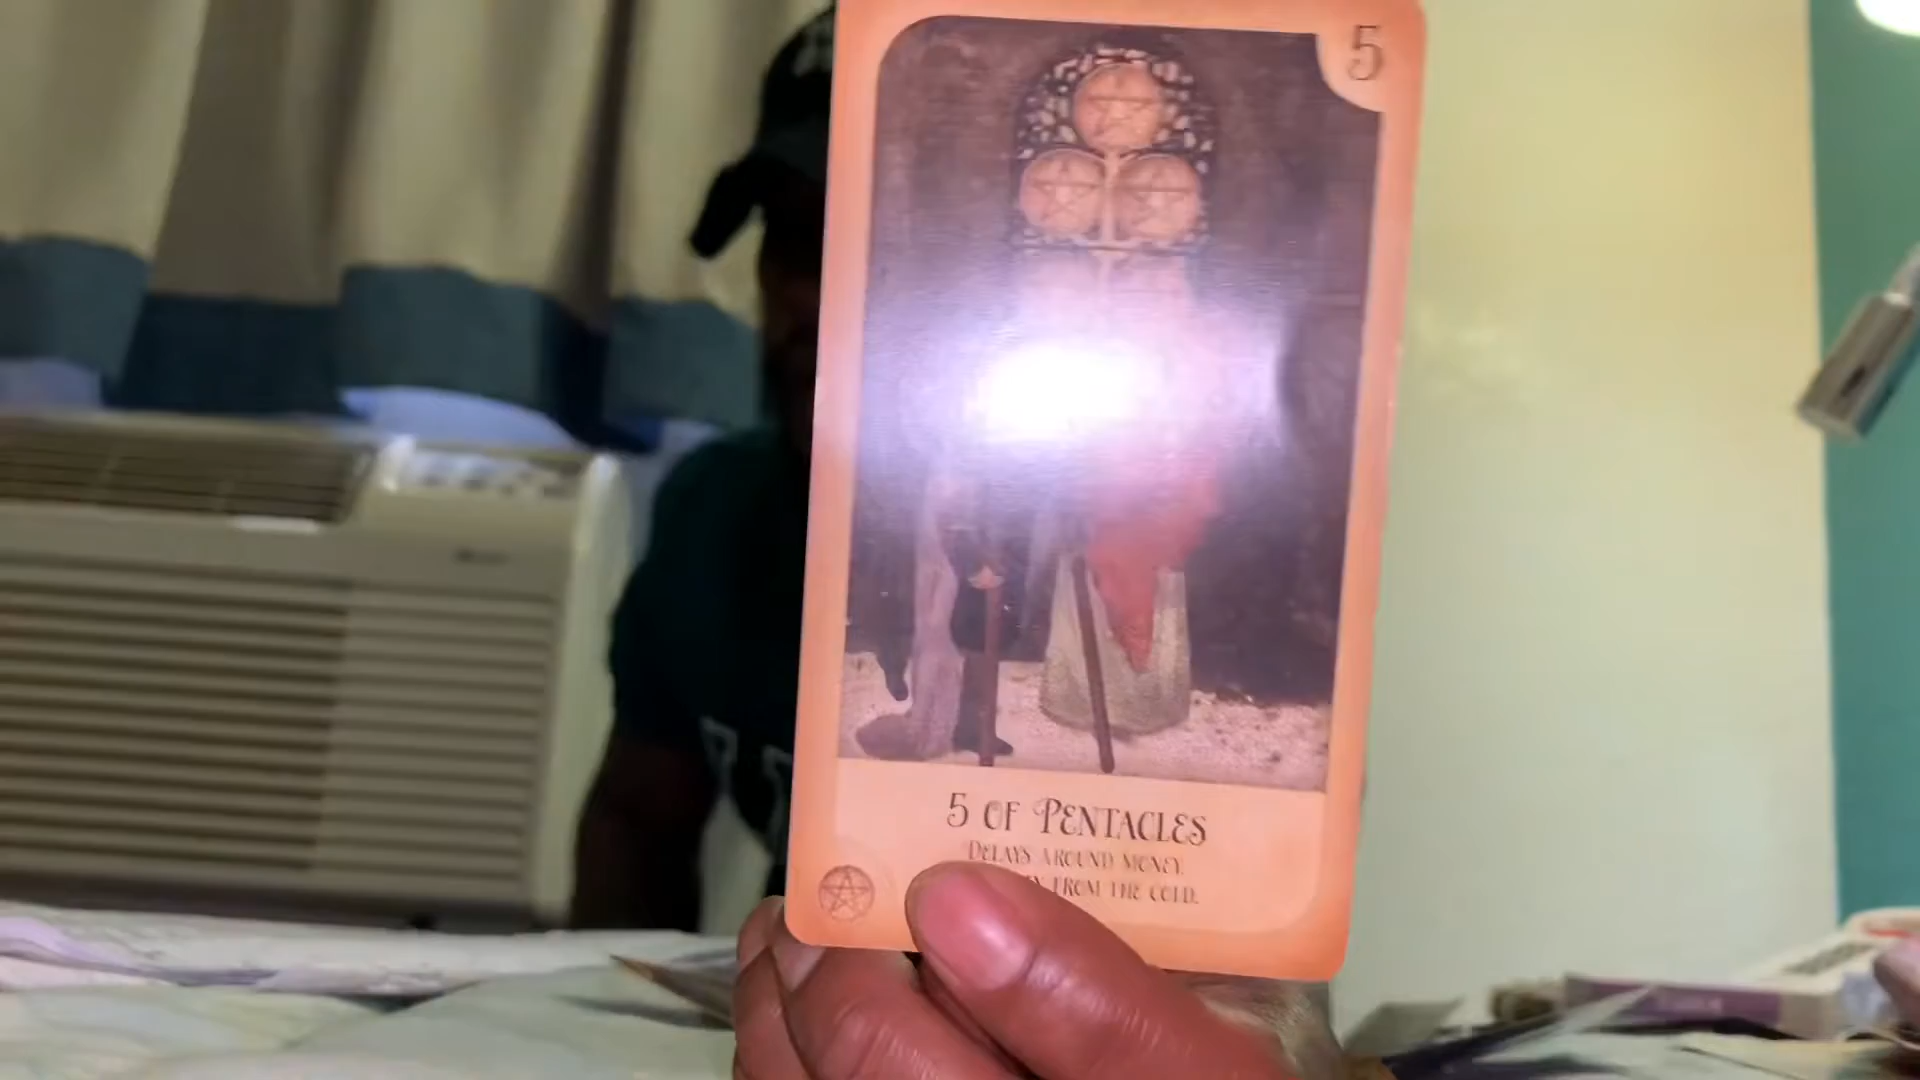 5
5 OF PENTACLES
DELAYS AROUND MONEY.
FROM THE COLD.